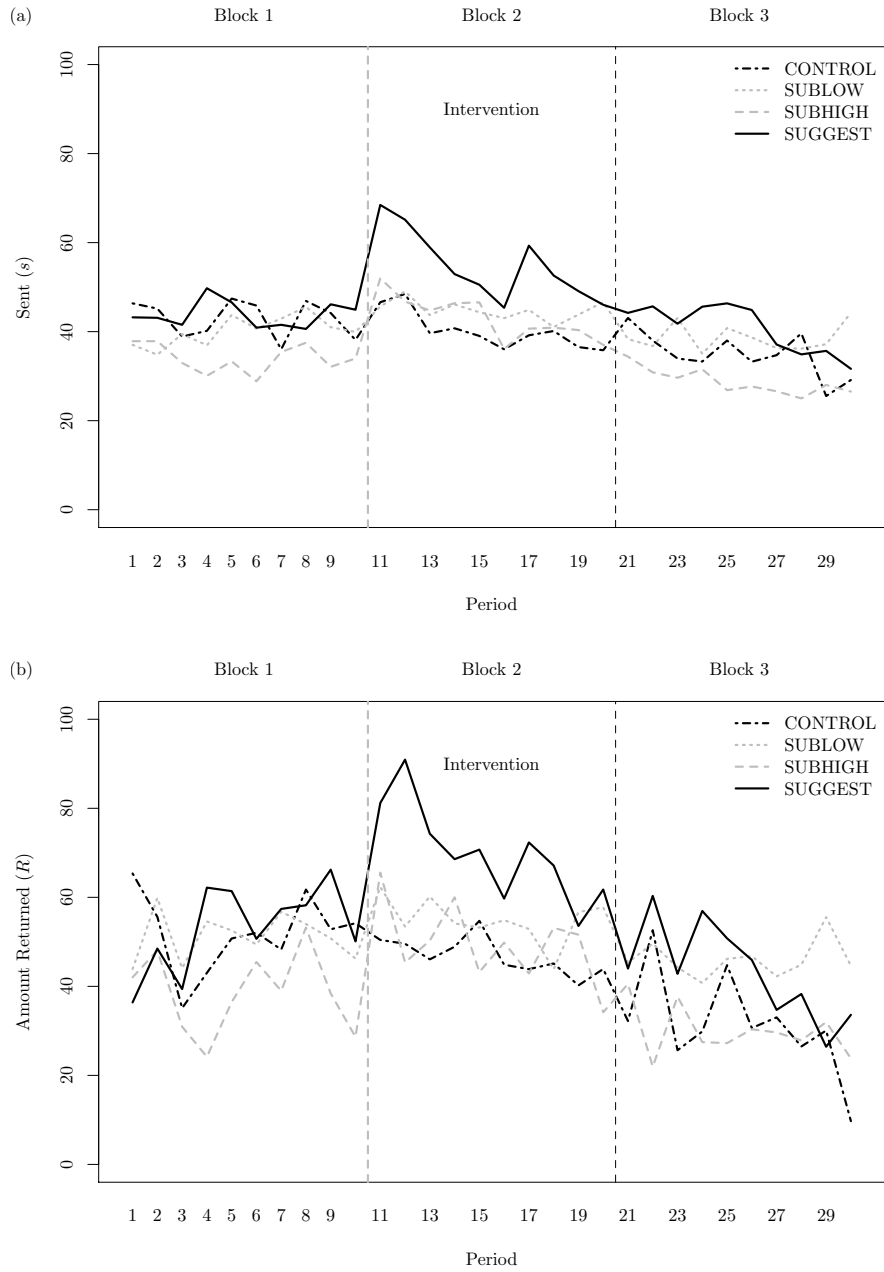 (a) Block 1 Block 2 Block 3
100
80
60
40
20
0
Sent (s)
Intervention
CONTROL
SUBLOW
SUBHIGH
SUGGEST
1 2 3 4 5 6 7 8 9 11 13 15 17 19 21 23 25 27 29
Period
(b) Block 1 Block 2 Block 3
100
80
60
40
20
0
Amount Returned (R)
Intervention
CONTROL
SUBLOW
SUBHIGH
SUGGEST
1 2 3 4 5 6 7 8 9 11 13 15 17 19 21 23 25 27 29
Period